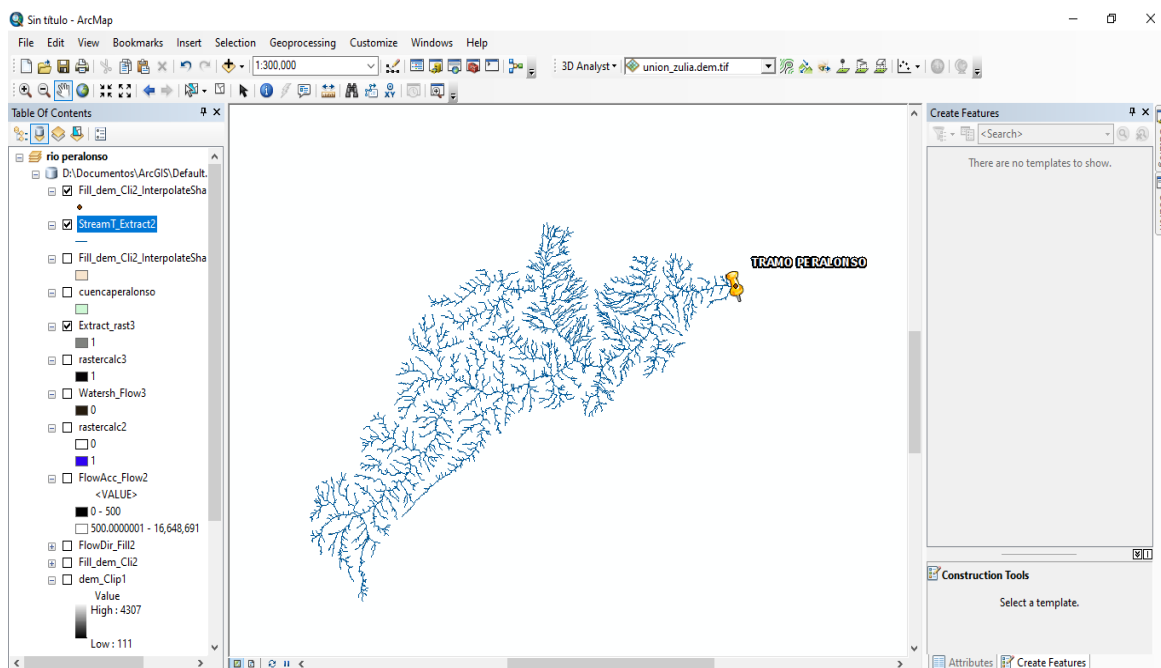 Sin título - ArcMap
File Edit View Bookmarks Insert Selection Geoprocessing Customize Windows Help
1:300,000 3D Analyst union_zulia.dem.tif
Table Of Contents
Create Features
<Search>
There are no templates to show.
rio peralonso
D:\Documentos\ArcGIS\Default.
Fill_dem_Cli2_InterpolateSha
StreamT_Extract2
Fill_dem_Cli2_InterpolateSha
cuencaperalonso
Extract_rast3
1
rastercalc3
1
Watersh_Flow3
0
rastercalc2
0
1
FlowAcc_Flow2
<VALUE>
0 - 500
500.0000001 - 16,648,691
FlowDir_Fill2
Fill_dem_Cli2
dem_Clip1
Value
High : 4307
Low : 111
TRAMO PERALONSO
Construction Tools
Select a template.
Attributes Create Features